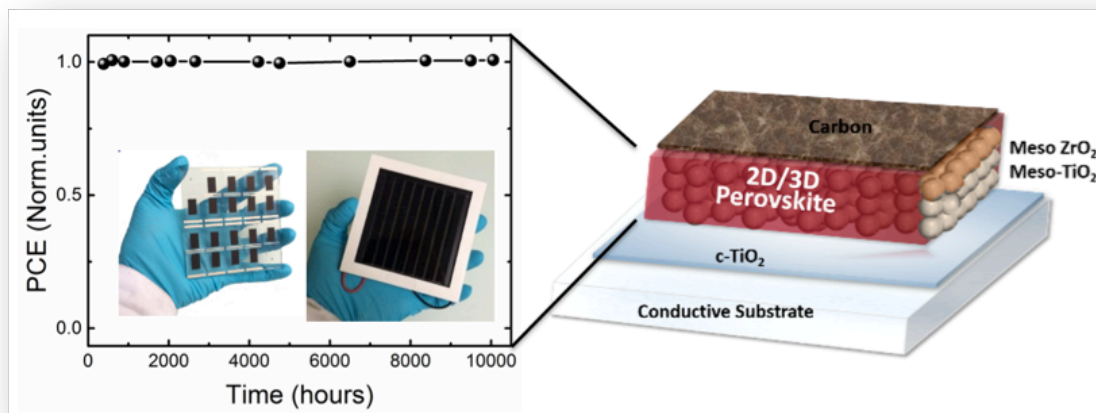 PCE (Norm.units)
1.0
0.5
0.0
0
2000
4000
6000
8000
10000
Time (hours)
Carbon
2D/3D
Perovskite
Meso ZrO₂
Meso-TiO₂
c-TiO₂
Conductive Substrate